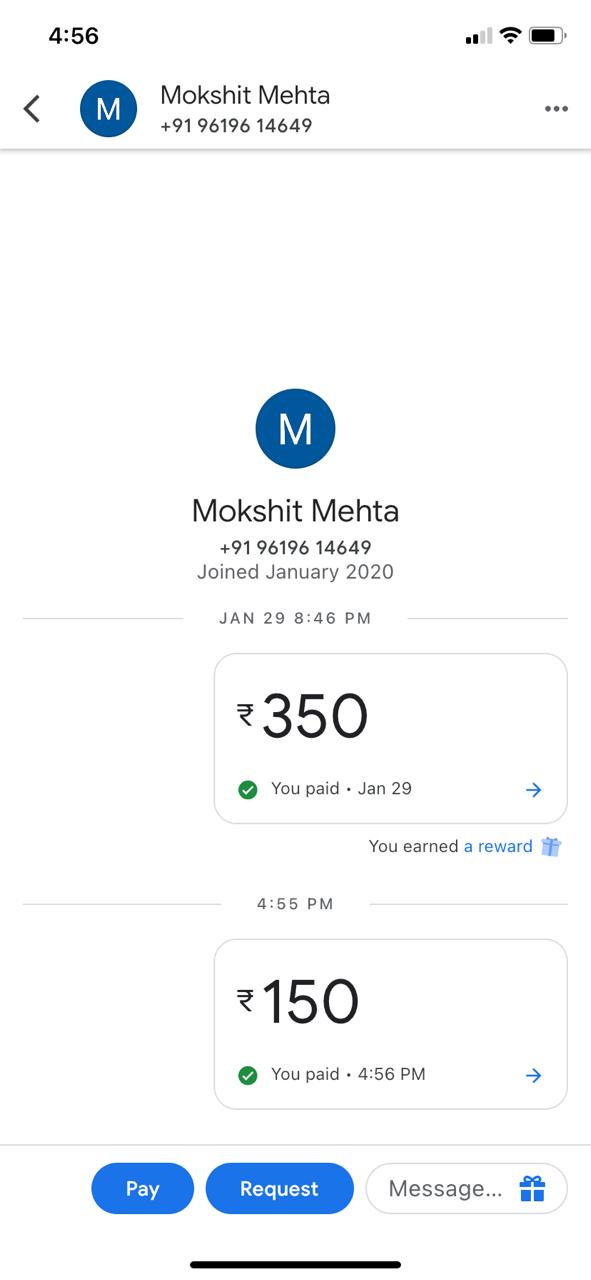 4:56
M
Mokshit Mehta
+91 96196 14649
M
Mokshit Mehta
+91 96196 14649
Joined January 2020
JAN 29 8:46 PM
₹350
You paid • Jan 29
You earned a reward
4:55 PM
₹150
You paid • 4:56 PM
Pay
Request
Message...